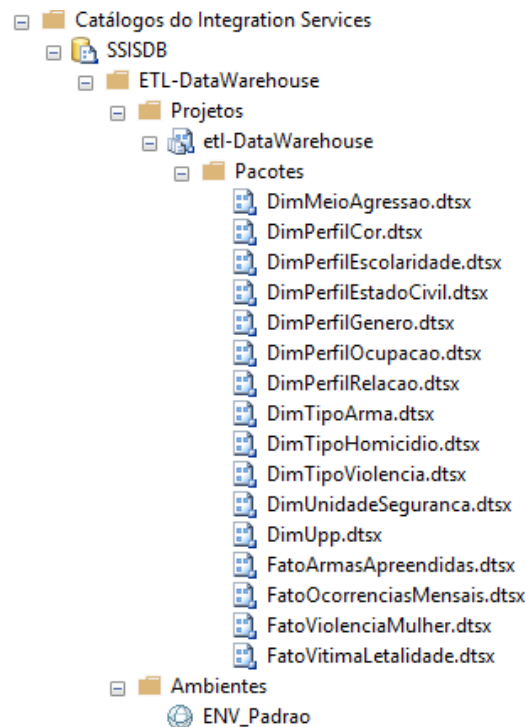 Catálogos do Integration Services
SSISDB
ETL-DataWarehouse
Projetos
etl-DataWarehouse
Pacotes
DimMeioAgressao.dtsx
DimPerfilCor.dtsx
DimPerfilEscolaridade.dtsx
DimPerfilEstadoCivil.dtsx
DimPerfilGenero.dtsx
DimPerfilOcupacao.dtsx
DimPerfilRelacao.dtsx
DimTipoArma.dtsx
DimTipoHomicidio.dtsx
DimTipoViolencia.dtsx
DimUnidadeSeguranca.dtsx
DimUpp.dtsx
FatoArmasApreendidas.dtsx
FatoOcorrenciasMensais.dtsx
FatoViolenciaMulher.dtsx
FatoVitimaLetalidade.dtsx
Ambientes
ENV_Padrao